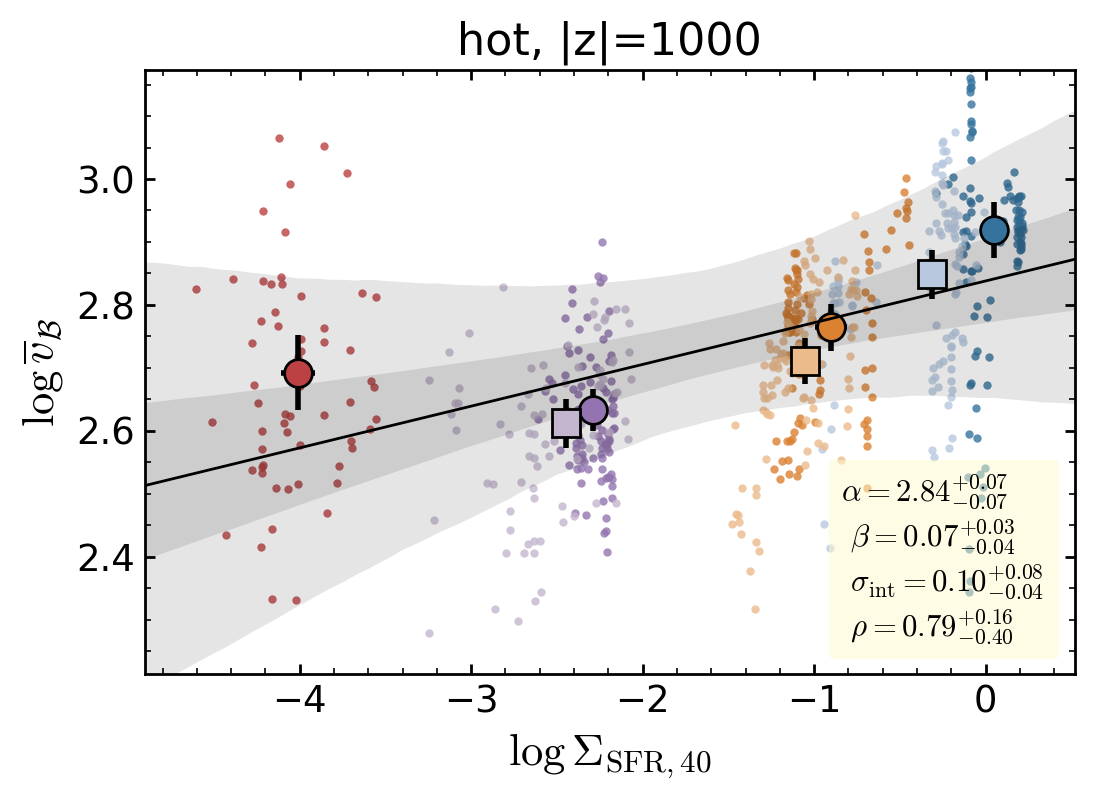 hot, |z|=1000
log v̅_ℬ
3.0
2.8
2.6
2.4
α = 2.84^{+0.07}_{−0.07}
β = 0.07^{+0.03}_{−0.04}
σ_int = 0.10^{+0.08}_{−0.04}
ρ = 0.79^{+0.16}_{−0.40}
−4 −3 −2 −1 0
log Σ_{SFR, 40}